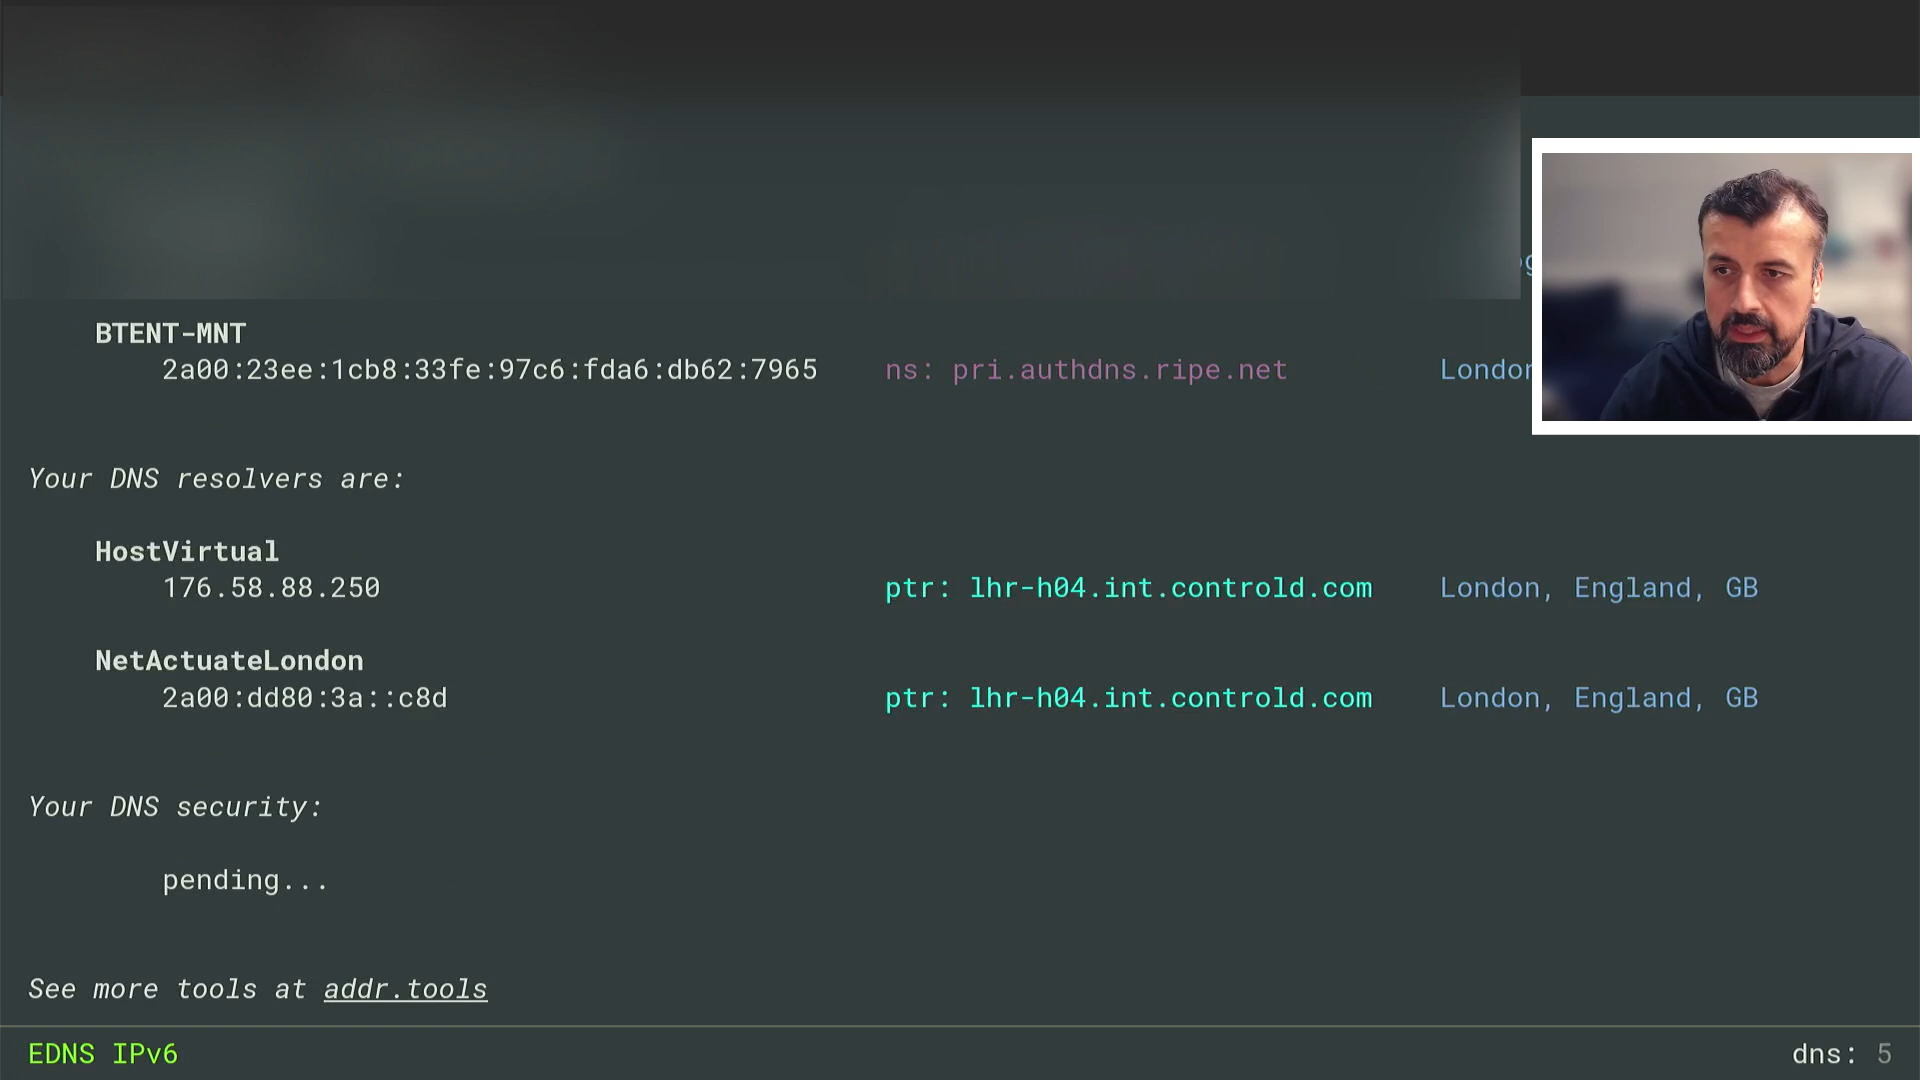 BTENT-MNT
2a00:23ee:1cb8:33fe:97c6:fda6:db62:7965 ns: pri.authdns.ripe.net London
Your DNS resolvers are:
HostVirtual
176.58.88.250 ptr: lhr-h04.int.controld.com London, England, GB
NetActuateLondon
2a00:dd80:3a::c8d ptr: lhr-h04.int.controld.com London, England, GB
Your DNS security:
pending...
See more tools at addr.tools
EDNS IPv6 dns: 5